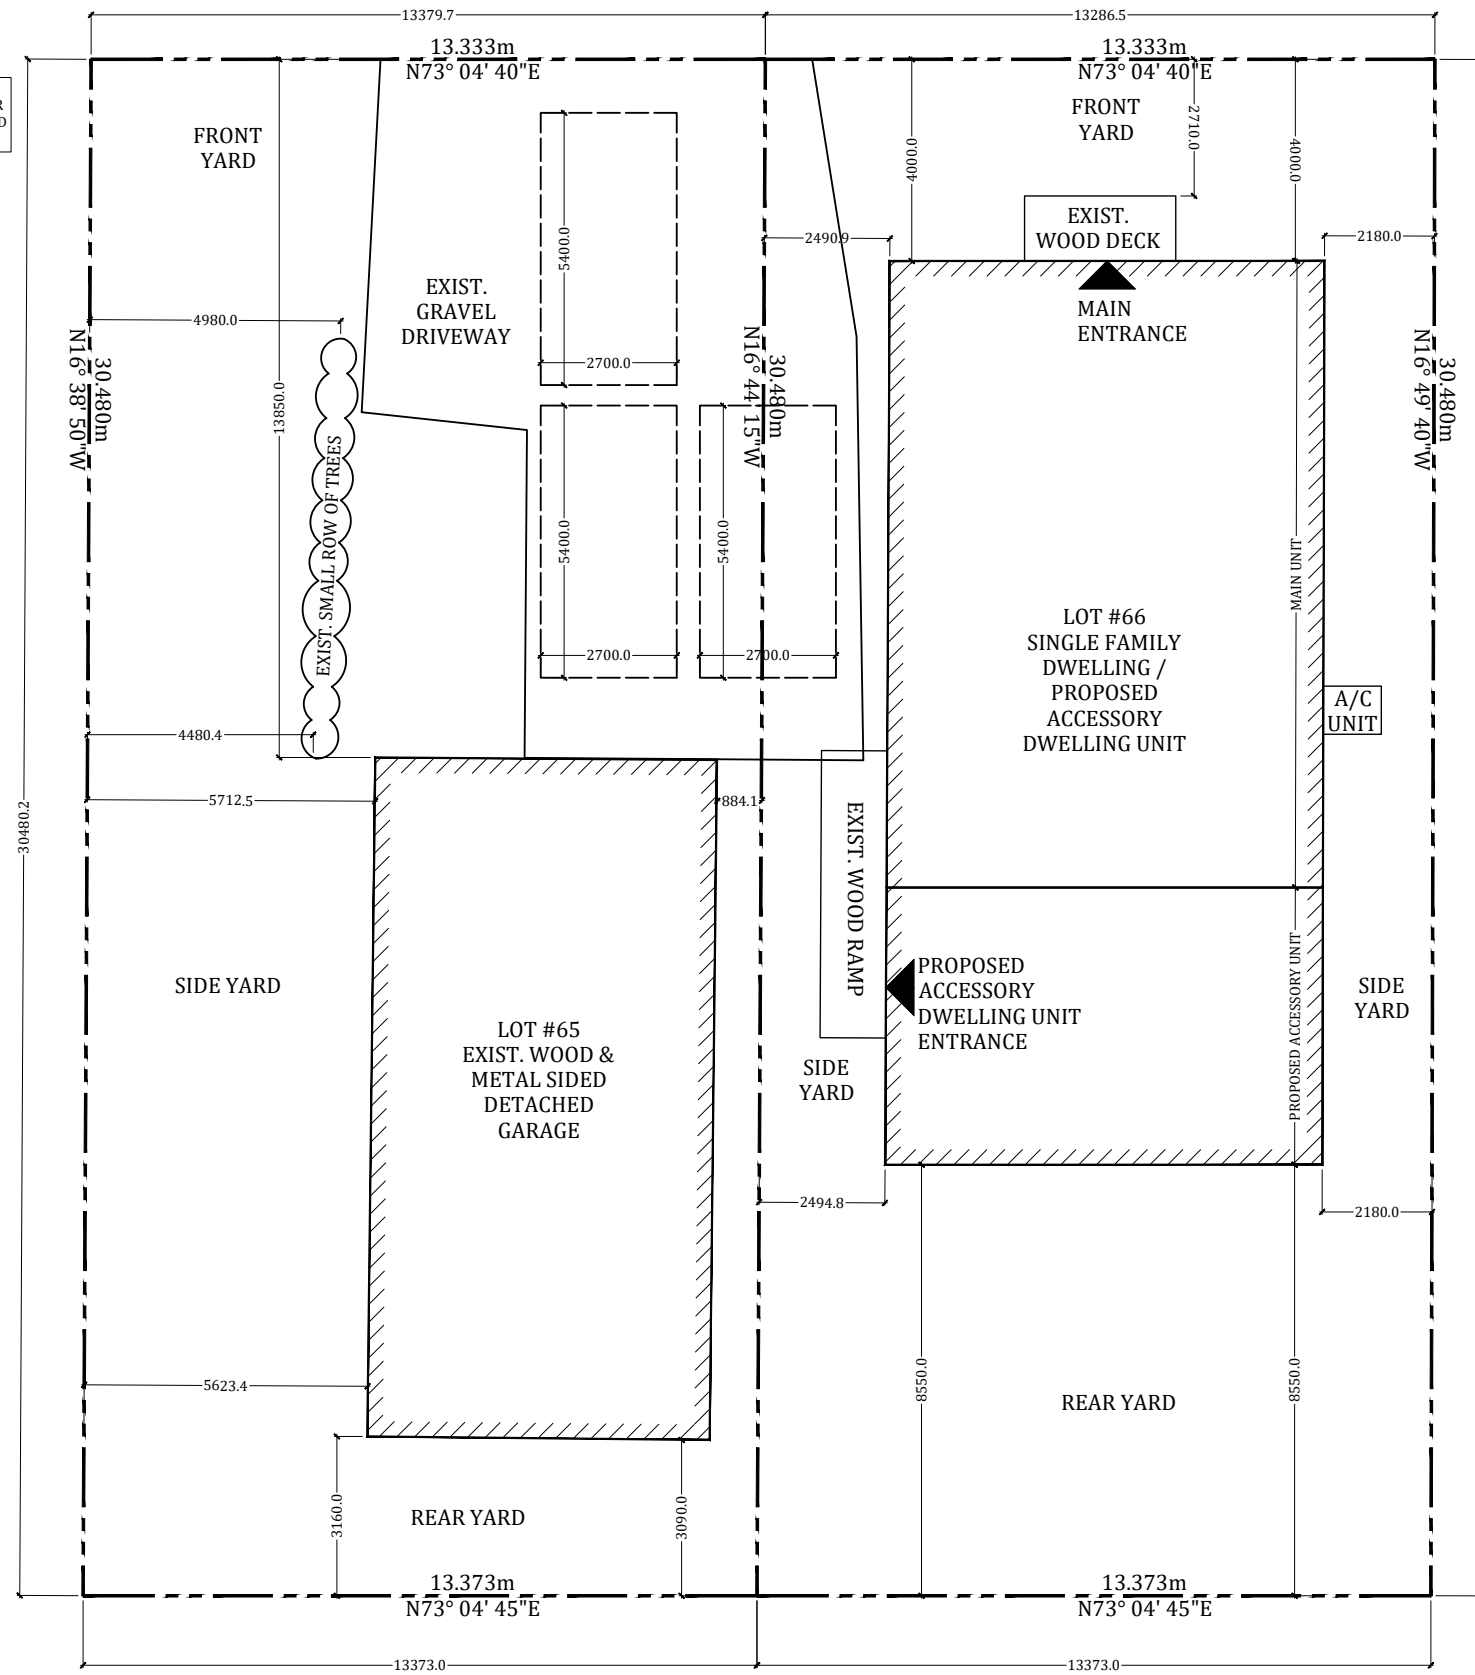 13379.7
13286.5
13.333m
N73° 04' 40"E
13.333m
N73° 04' 40"E
R
D
FRONT
YARD
FRONT
YARD
2710.0
4000.0
4000.0
EXIST.
WOOD DECK
2490.9
2180.0
5400.0
EXIST.
GRAVEL
DRIVEWAY
MAIN
ENTRANCE
4980.0
2700.0
N16° 38' 50"W
30.480m
13850.0
N16° 44' 15"W
30.480m
N16° 49' 40"W
30.480m
EXIST. SMALL ROW OF TREES
5400.0
5400.0
2700.0
2700.0
MAIN UNIT
LOT #66
SINGLE FAMILY
DWELLING /
PROPOSED
ACCESSORY
DWELLING UNIT
A/C
UNIT
4480.4
5712.5
884.1
30480.2
EXIST. WOOD RAMP
PROPOSED
ACCESSORY
DWELLING UNIT
ENTRANCE
PROPOSED ACCESSORY UNIT
SIDE YARD
SIDE
YARD
LOT #65
EXIST. WOOD &
METAL SIDED
DETACHED
GARAGE
SIDE
YARD
2494.8
2180.0
5623.4
8550.0
8550.0
REAR YARD
3160.0
REAR YARD
3090.0
13.373m
N73° 04' 45"E
13.373m
N73° 04' 45"E
13373.0
13373.0